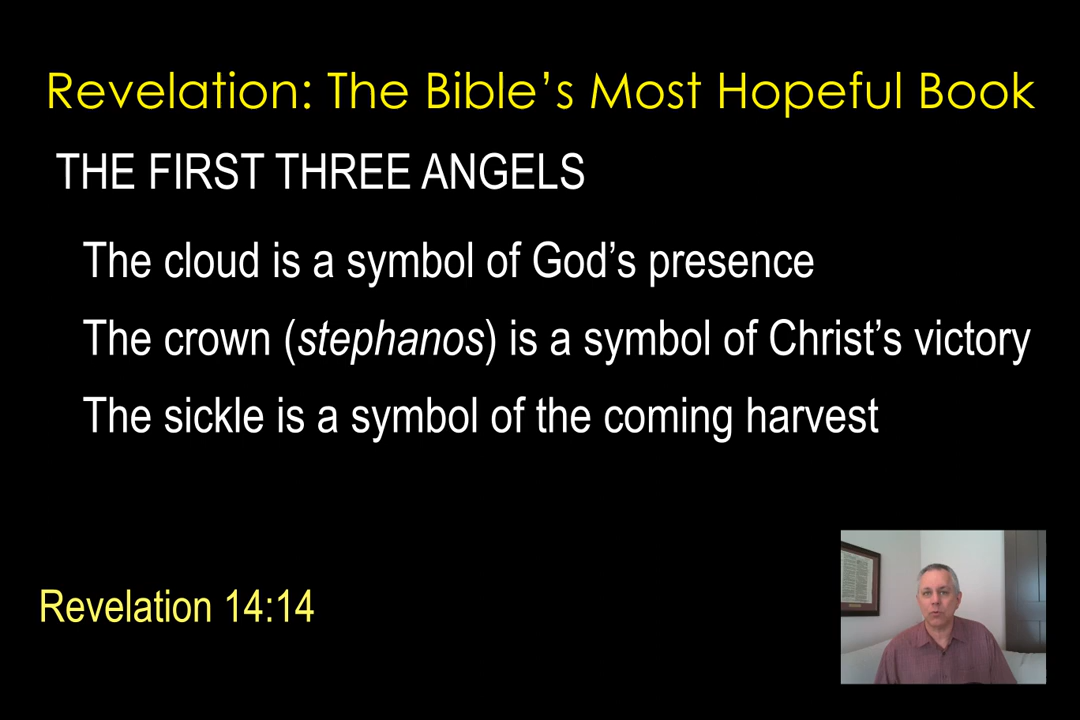 Revelation: The Bible’s Most Hopeful Book
THE FIRST THREE ANGELS
The cloud is a symbol of God’s presence
The crown (stephanos) is a symbol of Christ’s victory
The sickle is a symbol of the coming harvest
Revelation 14:14